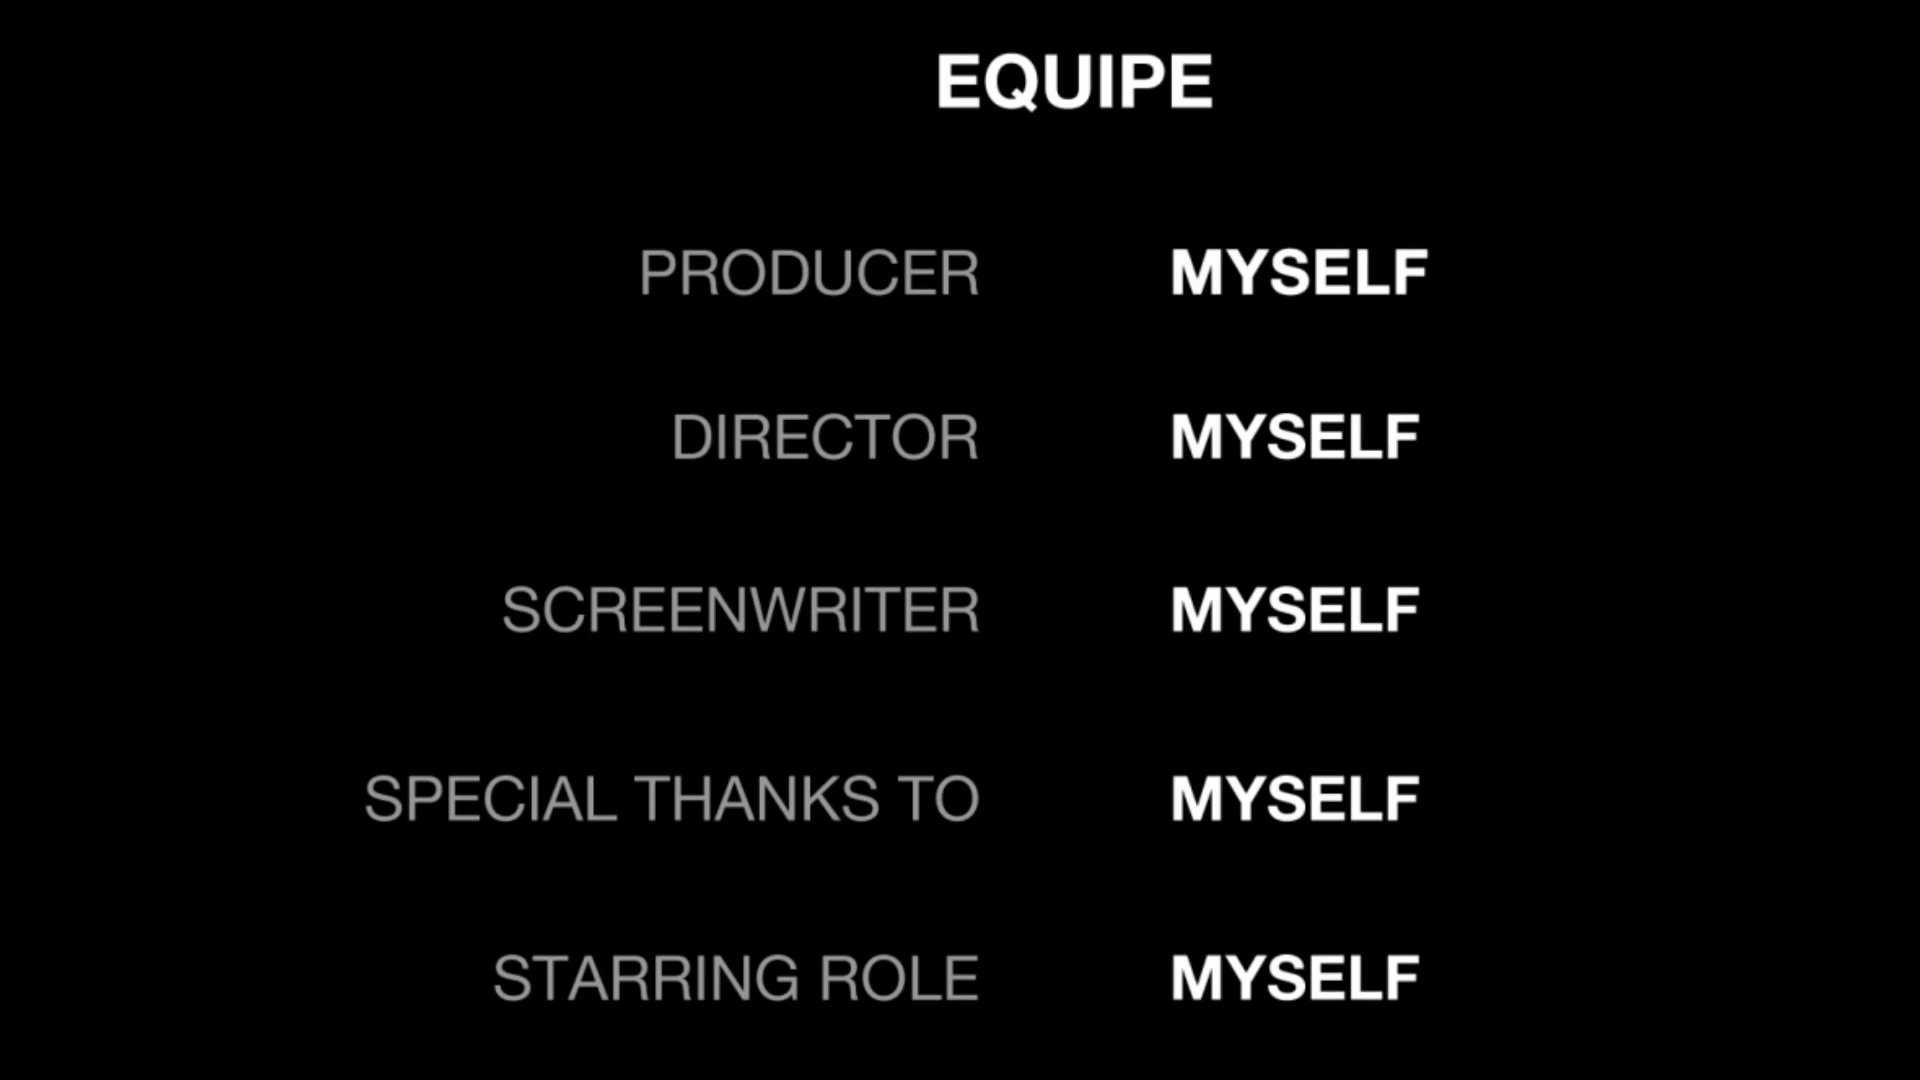 EQUIPE
PRODUCER MYSELF
DIRECTOR MYSELF
SCREENWRITER MYSELF
SPECIAL THANKS TO MYSELF
STARRING ROLE MYSELF